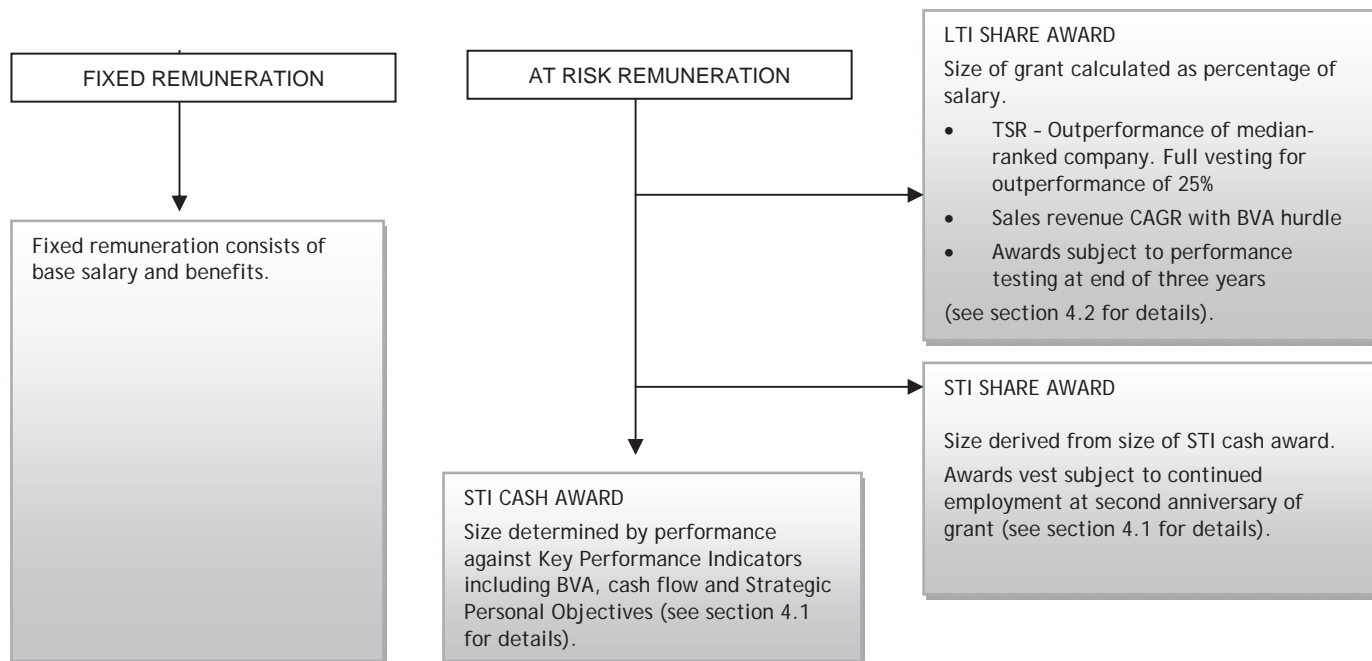 FIXED REMUNERATION
Fixed remuneration consists of
base salary and benefits.
AT RISK REMUNERATION
STI CASH AWARD
Size determined by performance
against Key Performance Indicators
including BVA, cash flow and Strategic
Personal Objectives (see section 4.1
for details).
LTI SHARE AWARD
Size of grant calculated as percentage of
salary.
• TSR – Outperformance of median-
ranked company. Full vesting for
outperformance of 25%
• Sales revenue CAGR with BVA hurdle
• Awards subject to performance
testing at end of three years
(see section 4.2 for details).
STI SHARE AWARD
Size derived from size of STI cash award.
Awards vest subject to continued
employment at second anniversary of
grant (see section 4.1 for details).